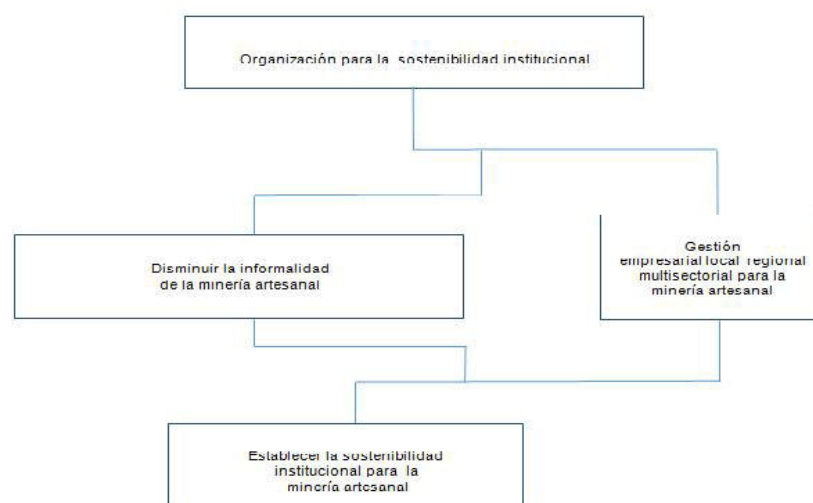 Organización para la sostenibilidad institucional
Disminuir la informalidad
de la minería artesanal
Gestión
empresarial local regional
multisectorial para la
minería artesanal
Establecer la sostenibilidad
institucional para la
minería artesanal